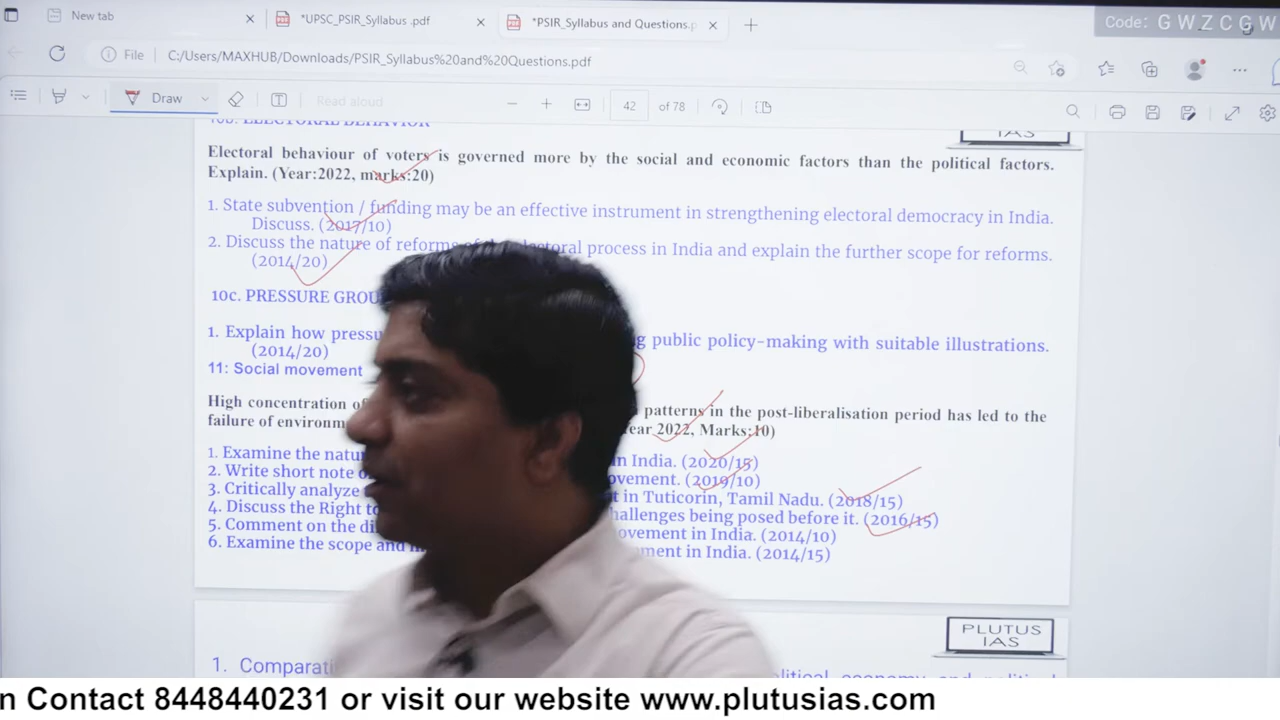 New tab
*UPSC_PSIR_Syllabus .pdf
*PSIR_Syllabus and Questions.p
Code: G W Z C G W
File C:/Users/MAXHUB/Downloads/PSIR_Syllabus%20and%20Questions.pdf
Draw
Read aloud
42 of 78
IAS
Electoral behaviour of voters is governed more by the social and economic factors than the political factors.
Explain. (Year:2022, marks:20)
1. State subvention / funding may be an effective instrument in strengthening electoral democracy in India.
Discuss. (2017/10)
2. Discuss the nature of reforms electoral process in India and explain the further scope for reforms.
(2014/20)
10c. PRESSURE GROU
1. Explain how pressu g public policy-making with suitable illustrations.
(2014/20)
11: Social movement
High concentration of patterns in the post-liberalisation period has led to the
failure of environm ear 2022, Marks:10)
1. Examine the natur in India. (2020/15)
2. Write short note o ovement. (2019/10)
3. Critically analyze t in Tuticorin, Tamil Nadu. (2018/15)
4. Discuss the Right to hallenges being posed before it. (2016/15)
5. Comment on the di ovement in India. (2014/10)
6. Examine the scope and ment in India. (2014/15)
PLUTUS
IAS
1. Comparati
n Contact 8448440231 or visit our website www.plutusias.com